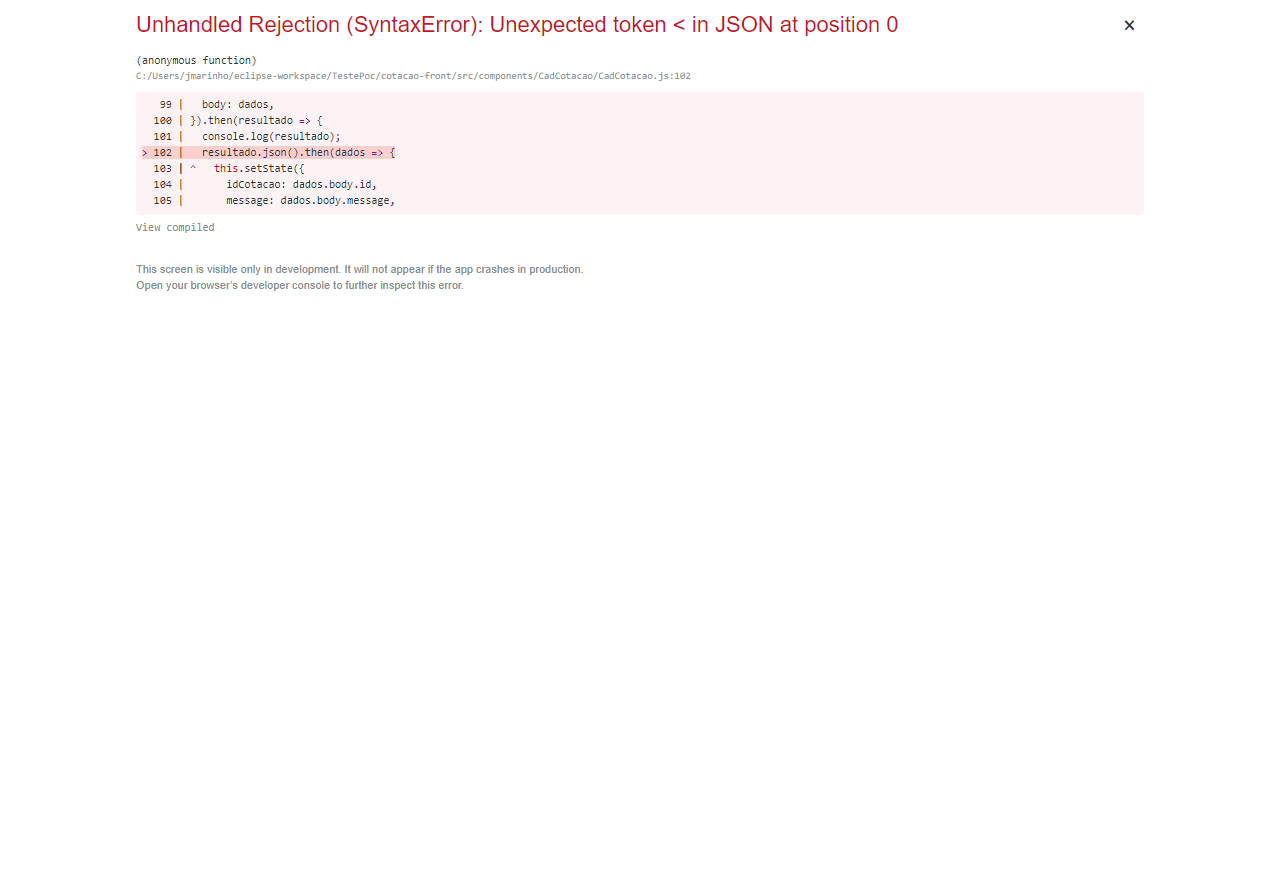 Unhandled Rejection (SyntaxError): Unexpected token < in JSON at position 0
×
(anonymous function)
C:/Users/jmarinho/eclipse-workspace/TestePoc/cotacao-front/src/components/CadCotacao/CadCotacao.js:102
99 |   body: dados,
100 | }).then(resultado => {
101 |   console.log(resultado);
> 102 |   resultado.json().then(dados => {
103 | ^   this.setState({
104 |       idCotacao: dados.body.id,
105 |       message: dados.body.message,
View compiled
This screen is visible only in development. It will not appear if the app crashes in production.
Open your browser's developer console to further inspect this error.